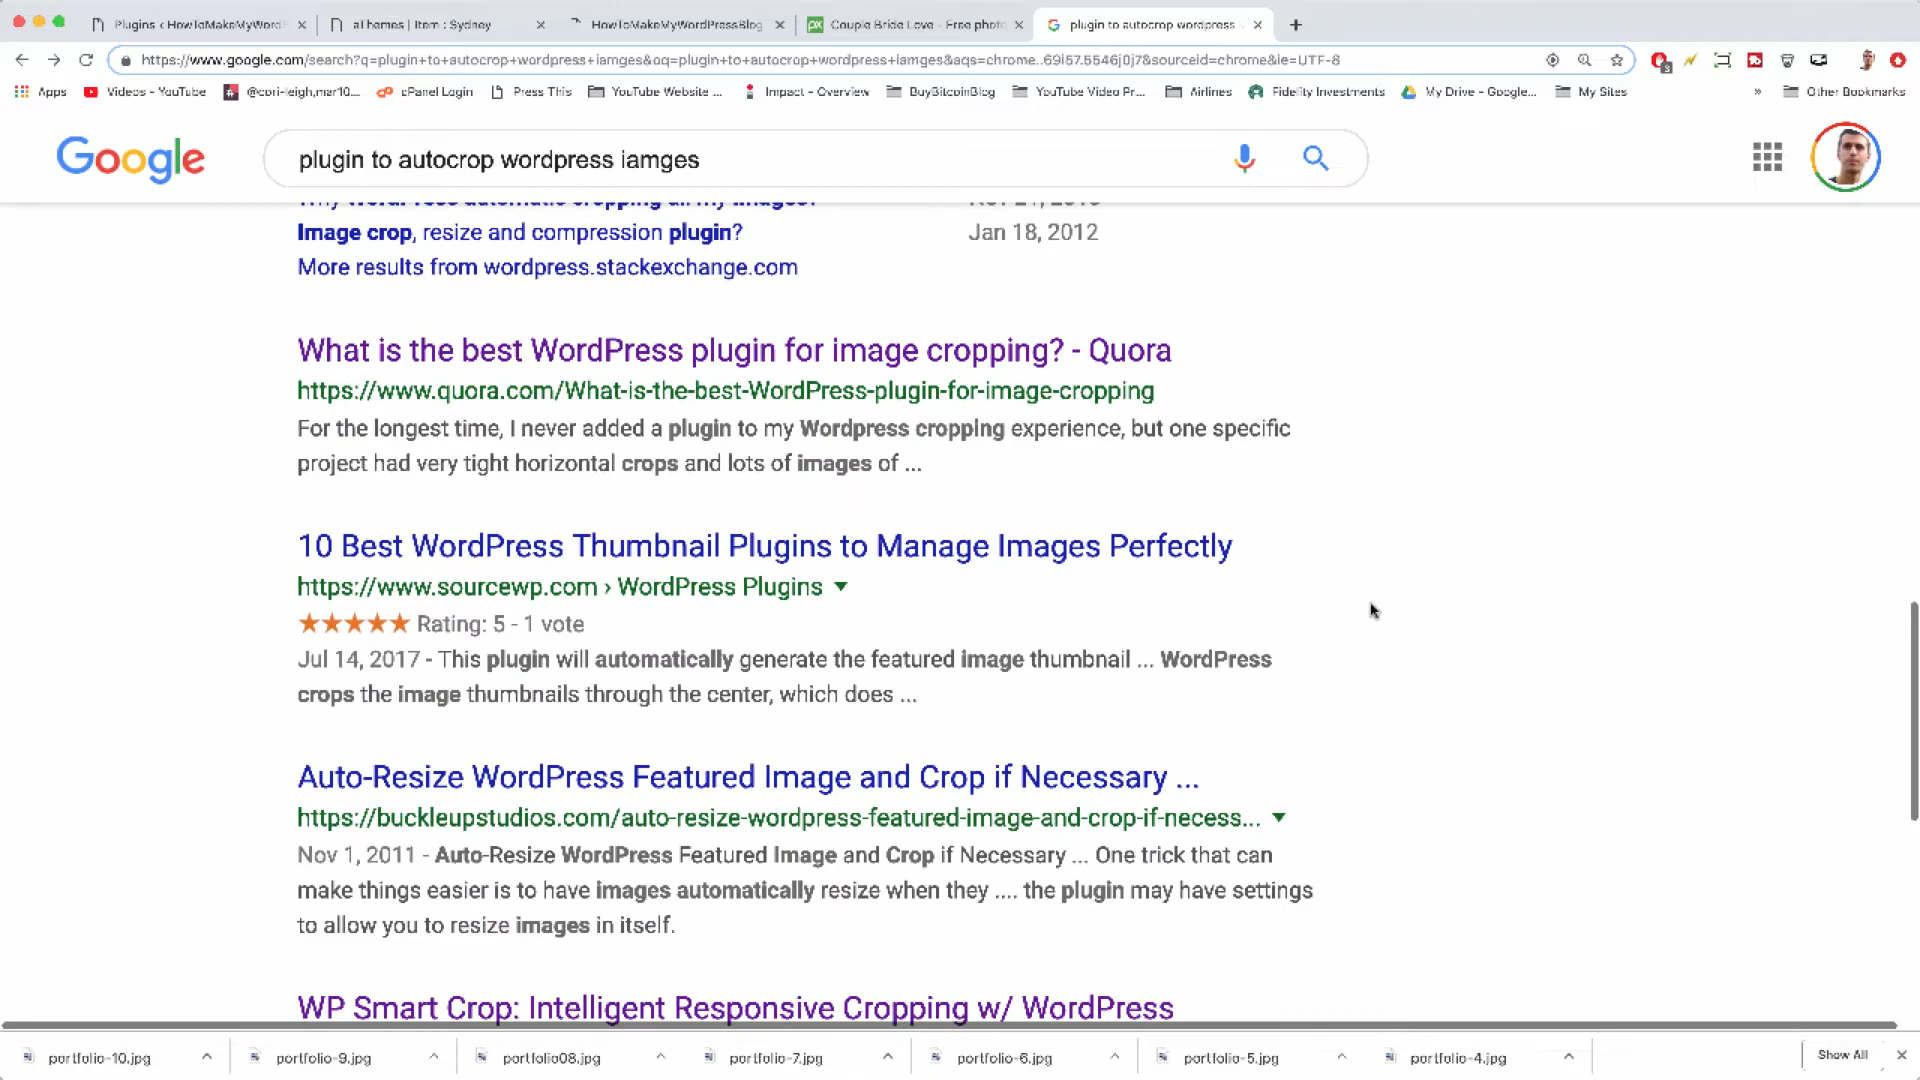 Plugins < HowToMakeMyWordP
aThemes | Item : Sydney
HowToMakeMyWordPressBlog
Couple Bride Love - Free photo
plugin to autocrop wordpress
https://www.google.com/search?q=plugin+to+autocrop+wordpress+iamges&oq=plugin+to+autocrop+wordpress+iamges&aqs=chrome..69i57.5546j0j7&sourceid=chrome&ie=UTF-8
Apps
Videos - YouTube
@cori-leigh,mar10...
cPanel Login
Press This
YouTube Website ...
Impact - Overview
BuyBitcoinBlog
YouTube Video Pr...
Airlines
Fidelity Investments
My Drive - Google...
My Sites
»
Other Bookmarks
Google
plugin to autocrop wordpress iamges
Why WordPress automatic cropping all my images?
Image crop, resize and compression plugin?
Jan 18, 2012
More results from wordpress.stackexchange.com
What is the best WordPress plugin for image cropping? - Quora
https://www.quora.com/What-is-the-best-WordPress-plugin-for-image-cropping
For the longest time, I never added a plugin to my Wordpress cropping experience, but one specific
project had very tight horizontal crops and lots of images of ...
10 Best WordPress Thumbnail Plugins to Manage Images Perfectly
https://www.sourcewp.com › WordPress Plugins
Rating: 5 - 1 vote
Jul 14, 2017 - This plugin will automatically generate the featured image thumbnail ... WordPress
crops the image thumbnails through the center, which does ...
Auto-Resize WordPress Featured Image and Crop if Necessary ...
https://buckleupstudios.com/auto-resize-wordpress-featured-image-and-crop-if-necess...
Nov 1, 2011 - Auto-Resize WordPress Featured Image and Crop if Necessary ... One trick that can
make things easier is to have images automatically resize when they .... the plugin may have settings
to allow you to resize images in itself.
WP Smart Crop: Intelligent Responsive Cropping w/ WordPress
portfolio-10.jpg
portfolio-9.jpg
portfolio08.jpg
portfolio-7.jpg
portfolio-6.jpg
portfolio-5.jpg
portfolio-4.jpg
Show All